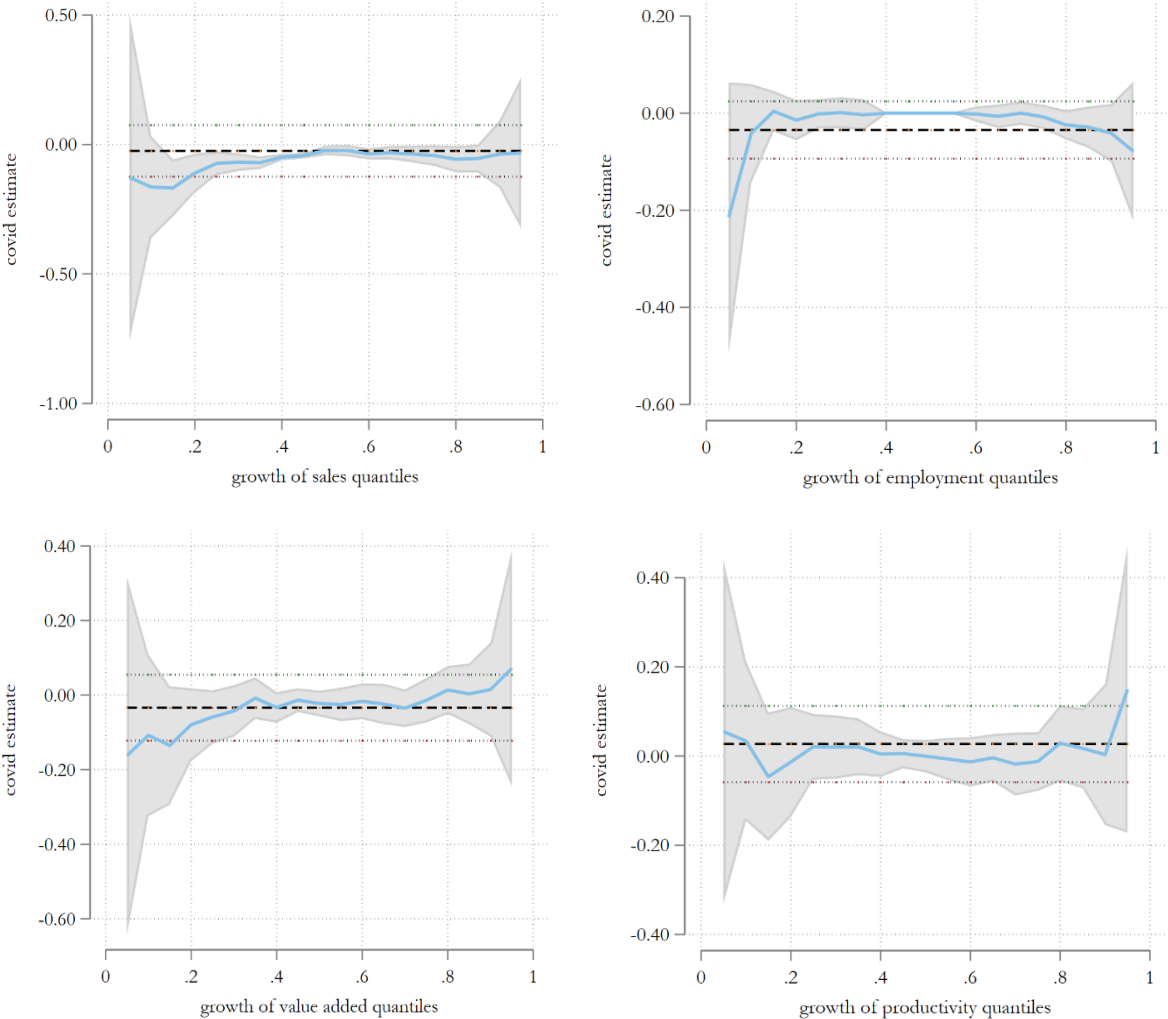 0.50
0.00
-0.50
-1.00
covid estimate
0 .2 .4 .6 .8 1
growth of sales quantiles
0.20
0.00
-0.20
-0.40
-0.60
covid estimate
0 .2 .4 .6 .8 1
growth of employment quantiles
0.40
0.20
0.00
-0.20
-0.40
-0.60
covid estimate
0 .2 .4 .6 .8 1
growth of value added quantiles
0.40
0.20
0.00
-0.20
-0.40
covid estimate
0 .2 .4 .6 .8 1
growth of productivity quantiles